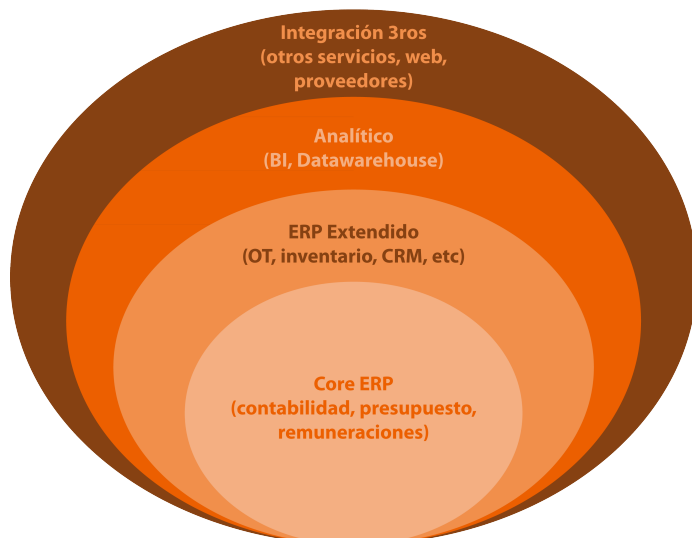 Integración 3ros
(otros servicios, web,
proveedores)
Analítico
(BI, Datawarehouse)
ERP Extendido
(OT, inventario, CRM, etc)
Core ERP
(contabilidad, presupuesto,
remuneraciones)